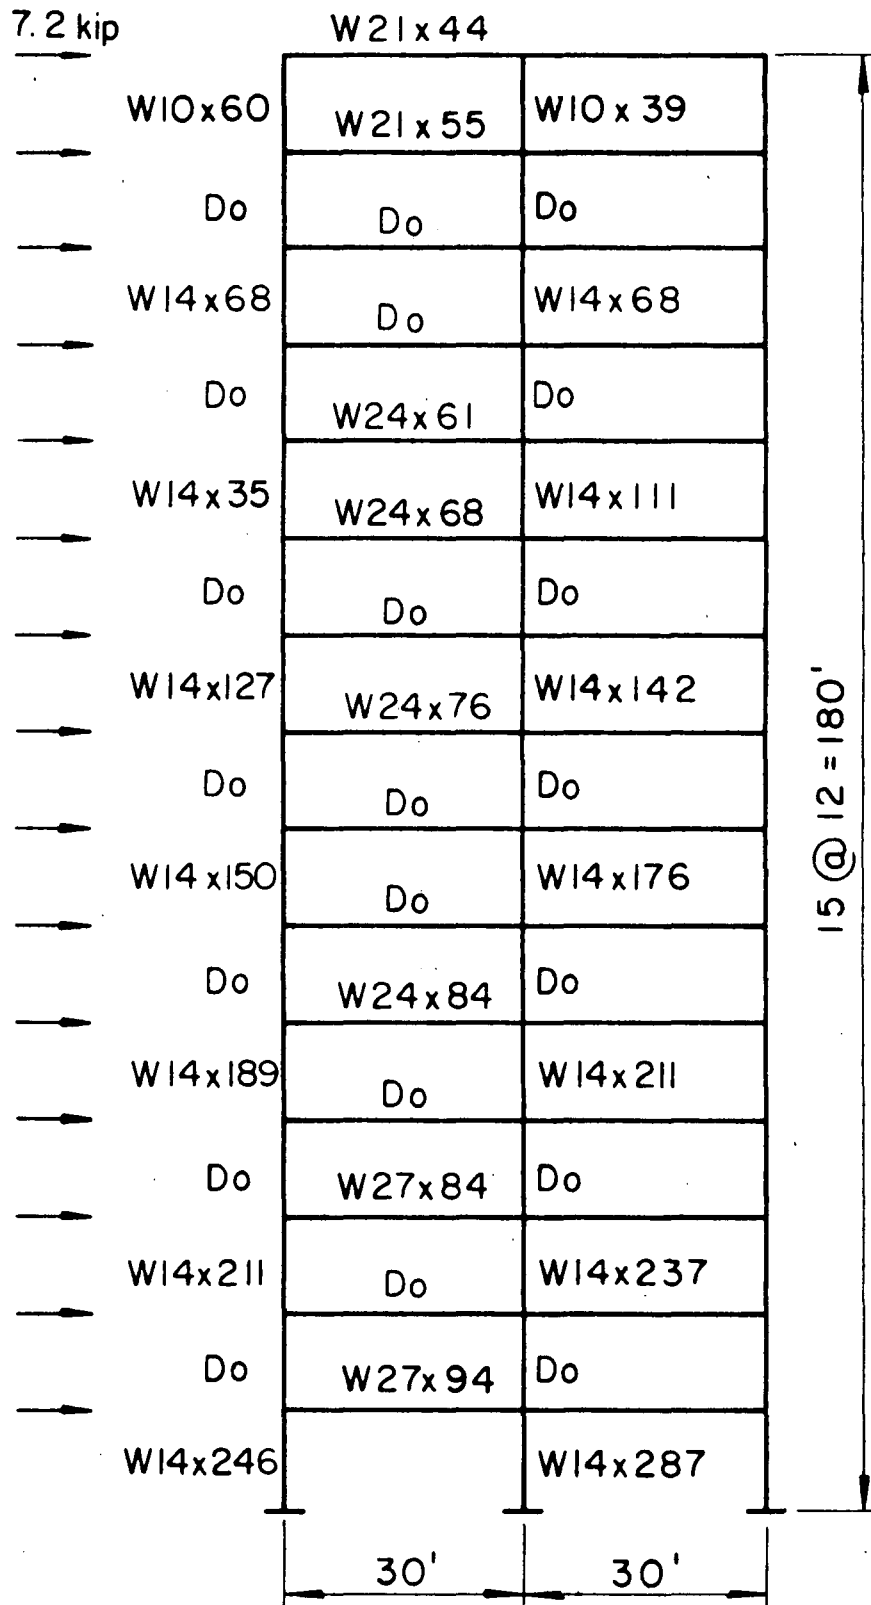 7.2 kip
W21x44
W10x60
W21x55
W10x39
Do
Do
Do
W14x68
Do
W14x68
Do
W24x61
Do
W14x35
W24x68
W14x111
Do
Do
Do
W14x127
W24x76
W14x142
Do
Do
Do
W14x150
Do
W14x176
Do
W24x84
Do
W14x189
Do
W14x211
Do
W27x84
Do
W14x211
Do
W14x237
Do
W27x94
Do
W14x246
W14x287
15 @ 12 = 180'
30'
30'